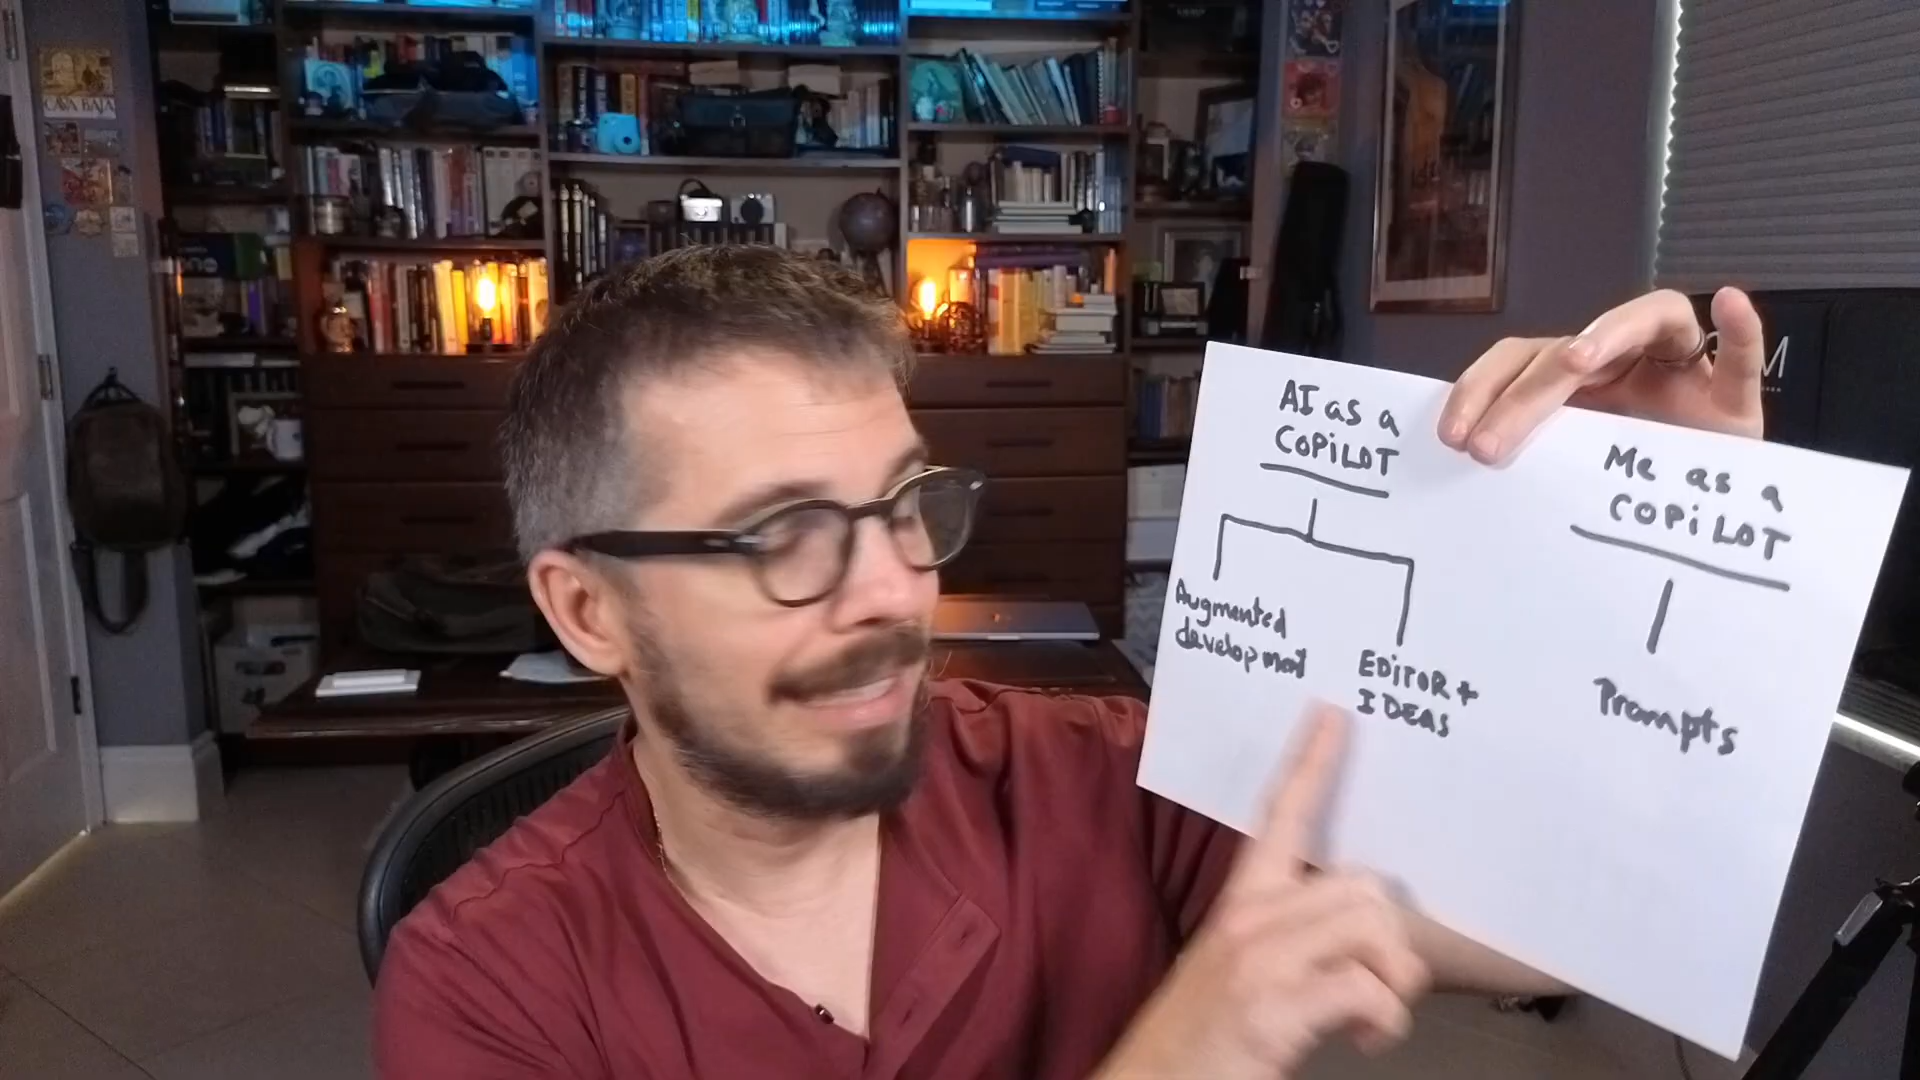 CAVA BAJA
AI as a
COPiLOT
Augmented
development
EDiTOR +
IDEAS
Me as a
COPiLOT
Prompts